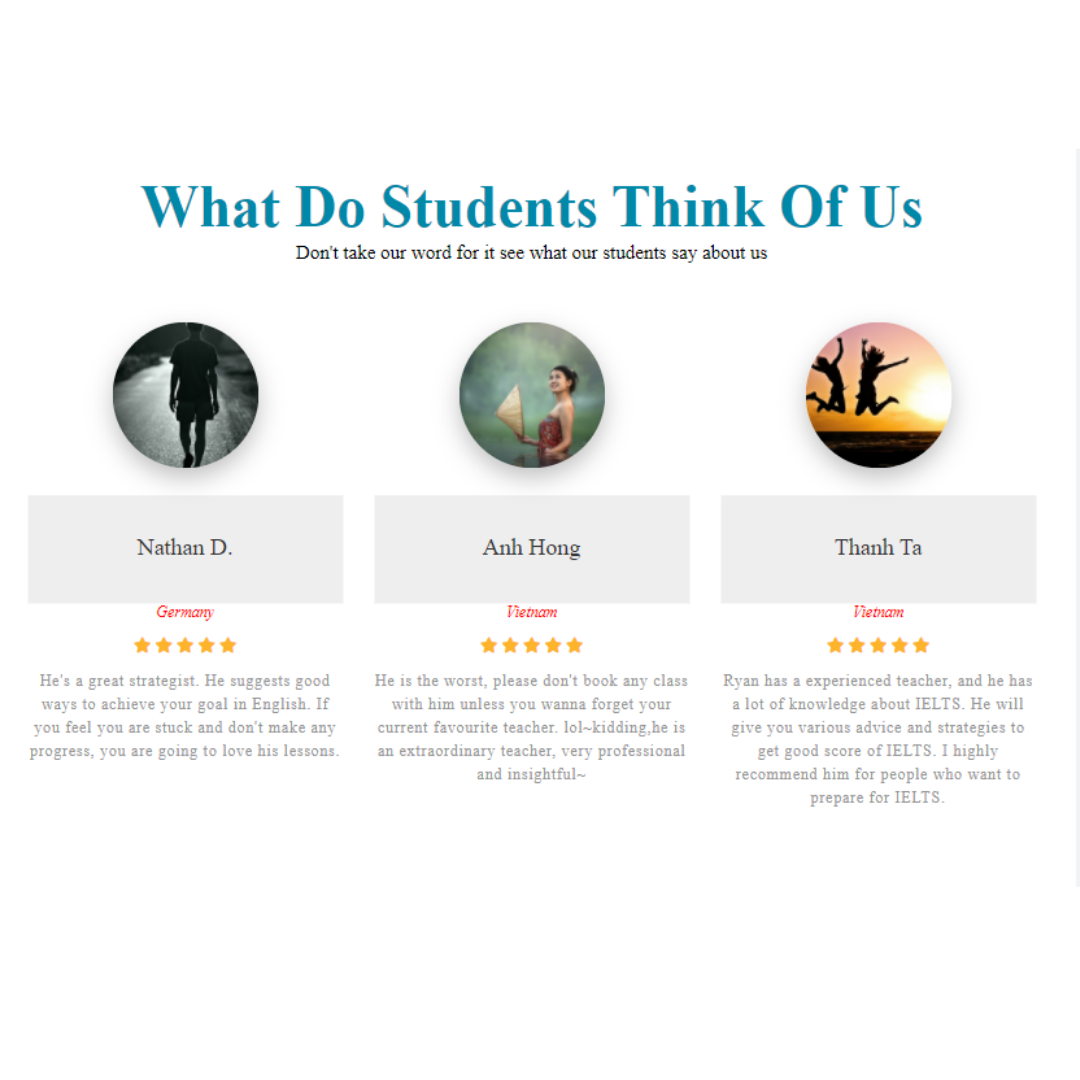 What Do Students Think Of Us
Don't take our word for it see what our students say about us
Nathan D.
Germany
He's a great strategist. He suggests good
ways to achieve your goal in English. If
you feel you are stuck and don't make any
progress, you are going to love his lessons.
Anh Hong
Vietnam
He is the worst, please don't book any class
with him unless you wanna forget your
current favourite teacher. lol~kidding,he is
an extraordinary teacher, very professional
and insightful~
Thanh Ta
Vietnam
Ryan has a experienced teacher, and he has
a lot of knowledge about IELTS. He will
give you various advice and strategies to
get good score of IELTS. I highly
recommend him for people who want to
prepare for IELTS.